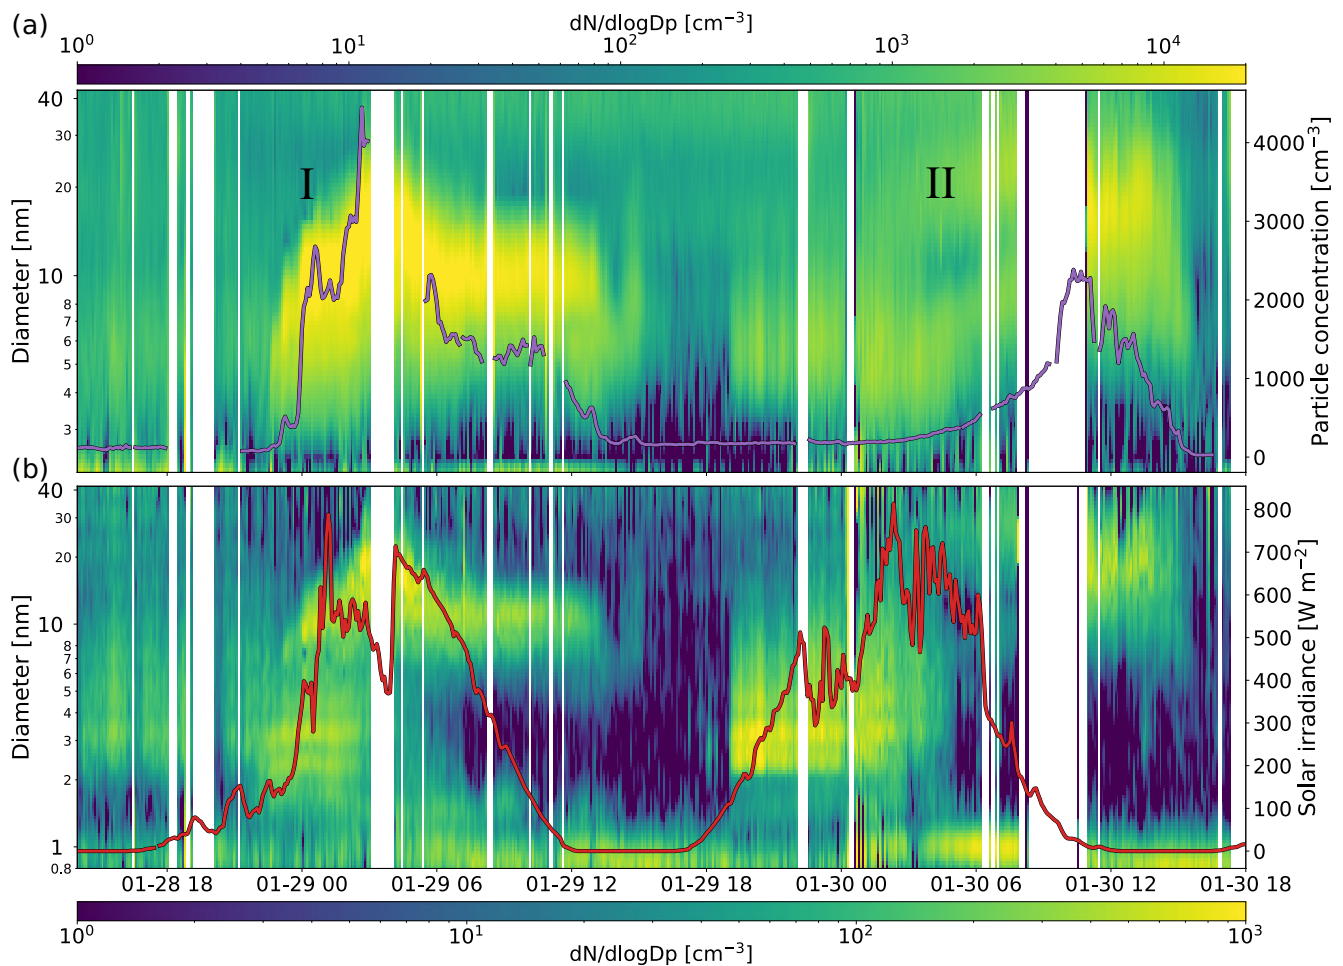 (a)
dN/dlogDp [cm⁻³]
10⁰ 10¹ 10² 10³ 10⁴
40
30
20
10
8
7
6
5
4
3
Diameter [nm]
I
II
4000
3000
2000
1000
0
Particle concentration [cm⁻³]
(b)
40
30
20
10
8
7
6
5
4
3
2
1
0.8
Diameter [nm]
800
700
600
500
400
300
200
100
0
Solar irradiance [W m⁻²]
01-28 18 01-29 00 01-29 06 01-29 12 01-29 18 01-30 00 01-30 06 01-30 12 01-30 18
10⁰ 10¹ 10² 10³
dN/dlogDp [cm⁻³]